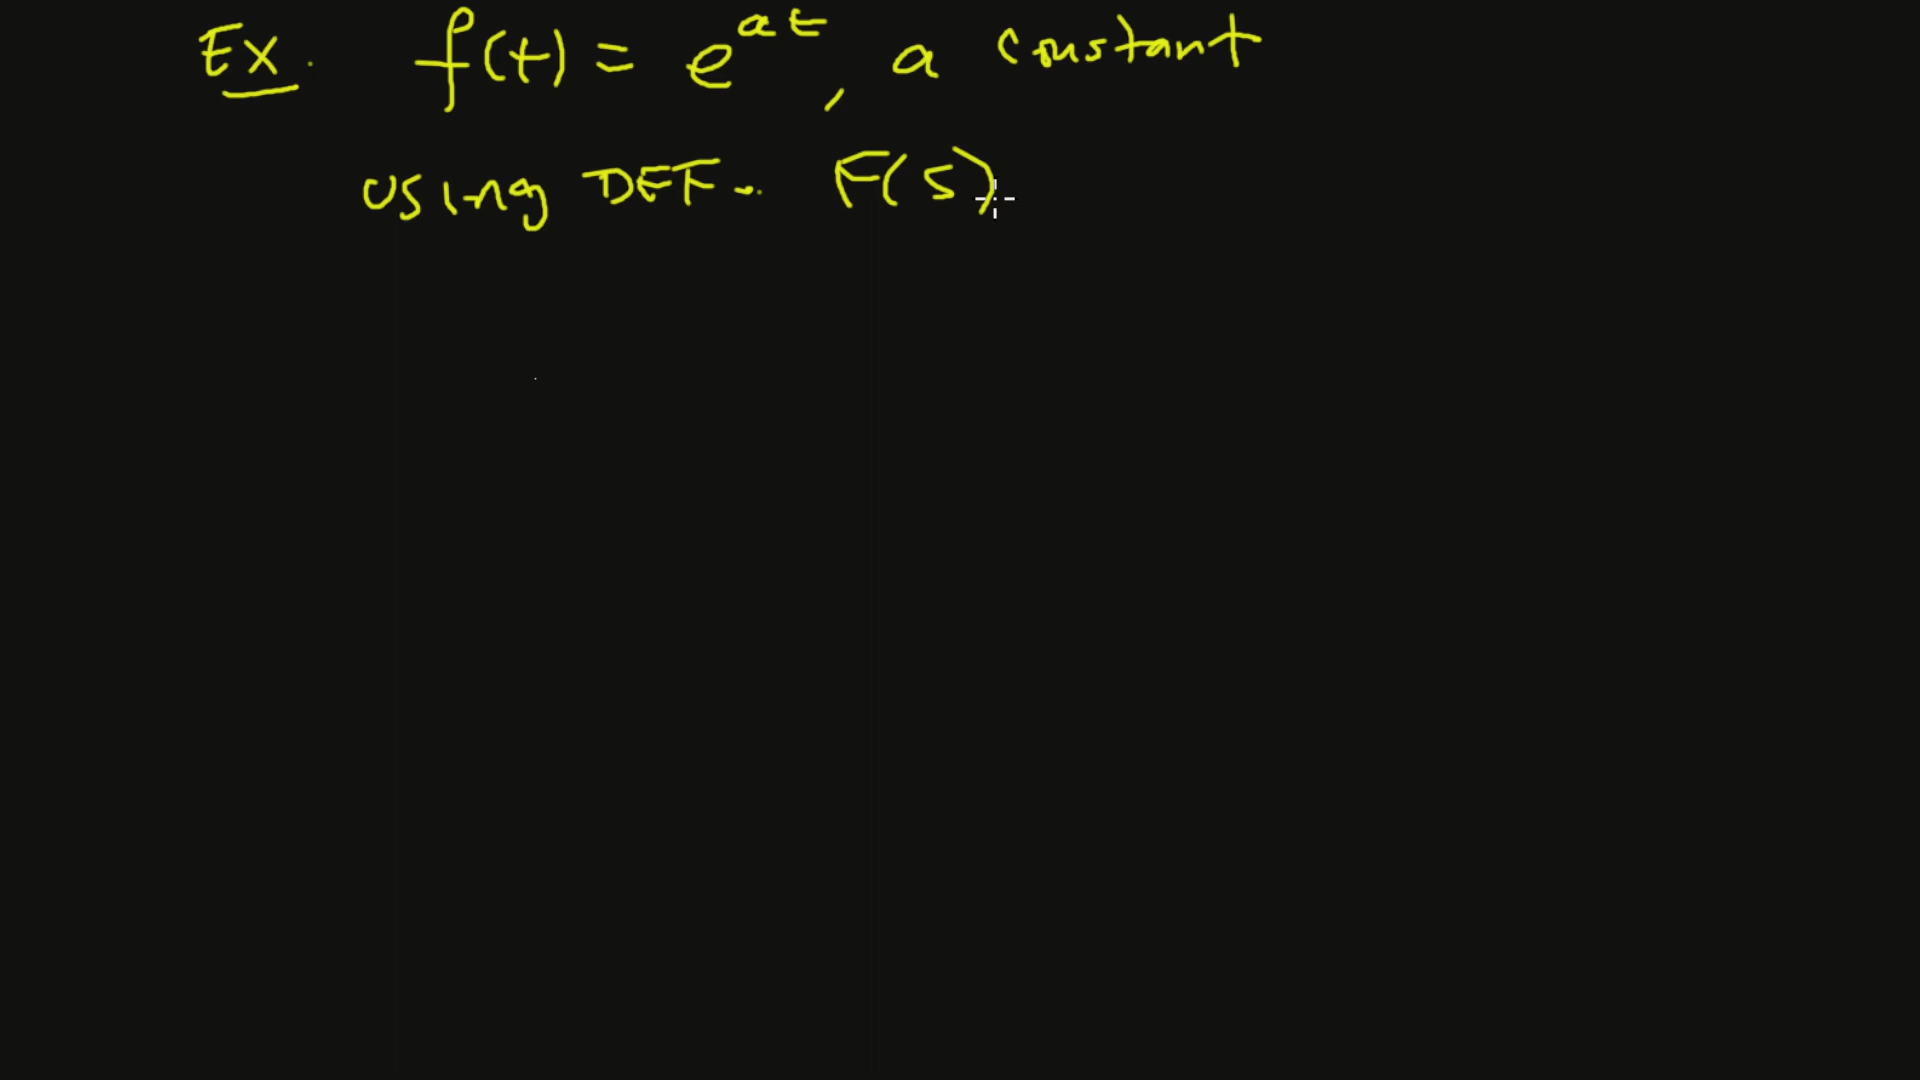 Ex. f(t) = e^{at}, a constant
Using DEF. F(s)